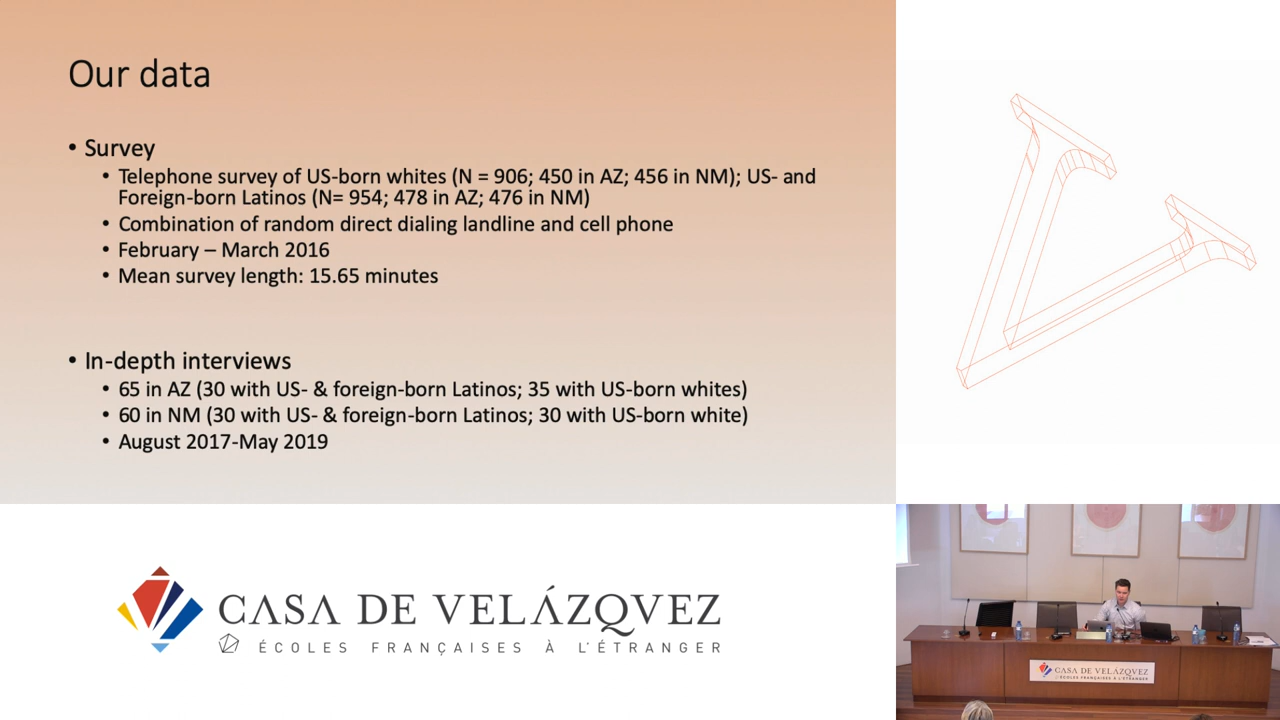 Our data
• Survey
• Telephone survey of US-born whites (N = 906; 450 in AZ; 456 in NM); US- and
Foreign-born Latinos (N= 954; 478 in AZ; 476 in NM)
• Combination of random direct dialing landline and cell phone
• February – March 2016
• Mean survey length: 15.65 minutes
• In-depth interviews
• 65 in AZ (30 with US- & foreign-born Latinos; 35 with US-born whites)
• 60 in NM (30 with US- & foreign-born Latinos; 30 with US-born white)
• August 2017-May 2019
CASA DE VELÁZQVEZ
ÉCOLES FRANÇAISES À L'ÉTRANGER
CASA DE VELÁZQVEZ
ÉCOLES FRANÇAISES À L'ÉTRANGER